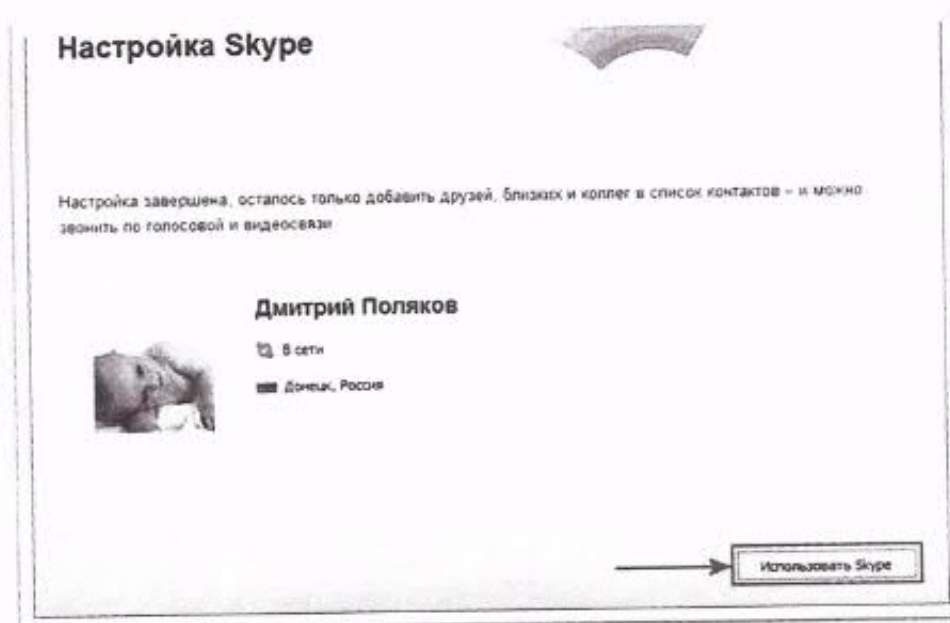 Настройка Skype
Настройка завершена, осталось только добавить друзей, близких и коллег в список контактов – и можно
звонить по голосовой и видеосвязи
Дмитрий Поляков
В сети
Донецк, Россия
Использовать Skype